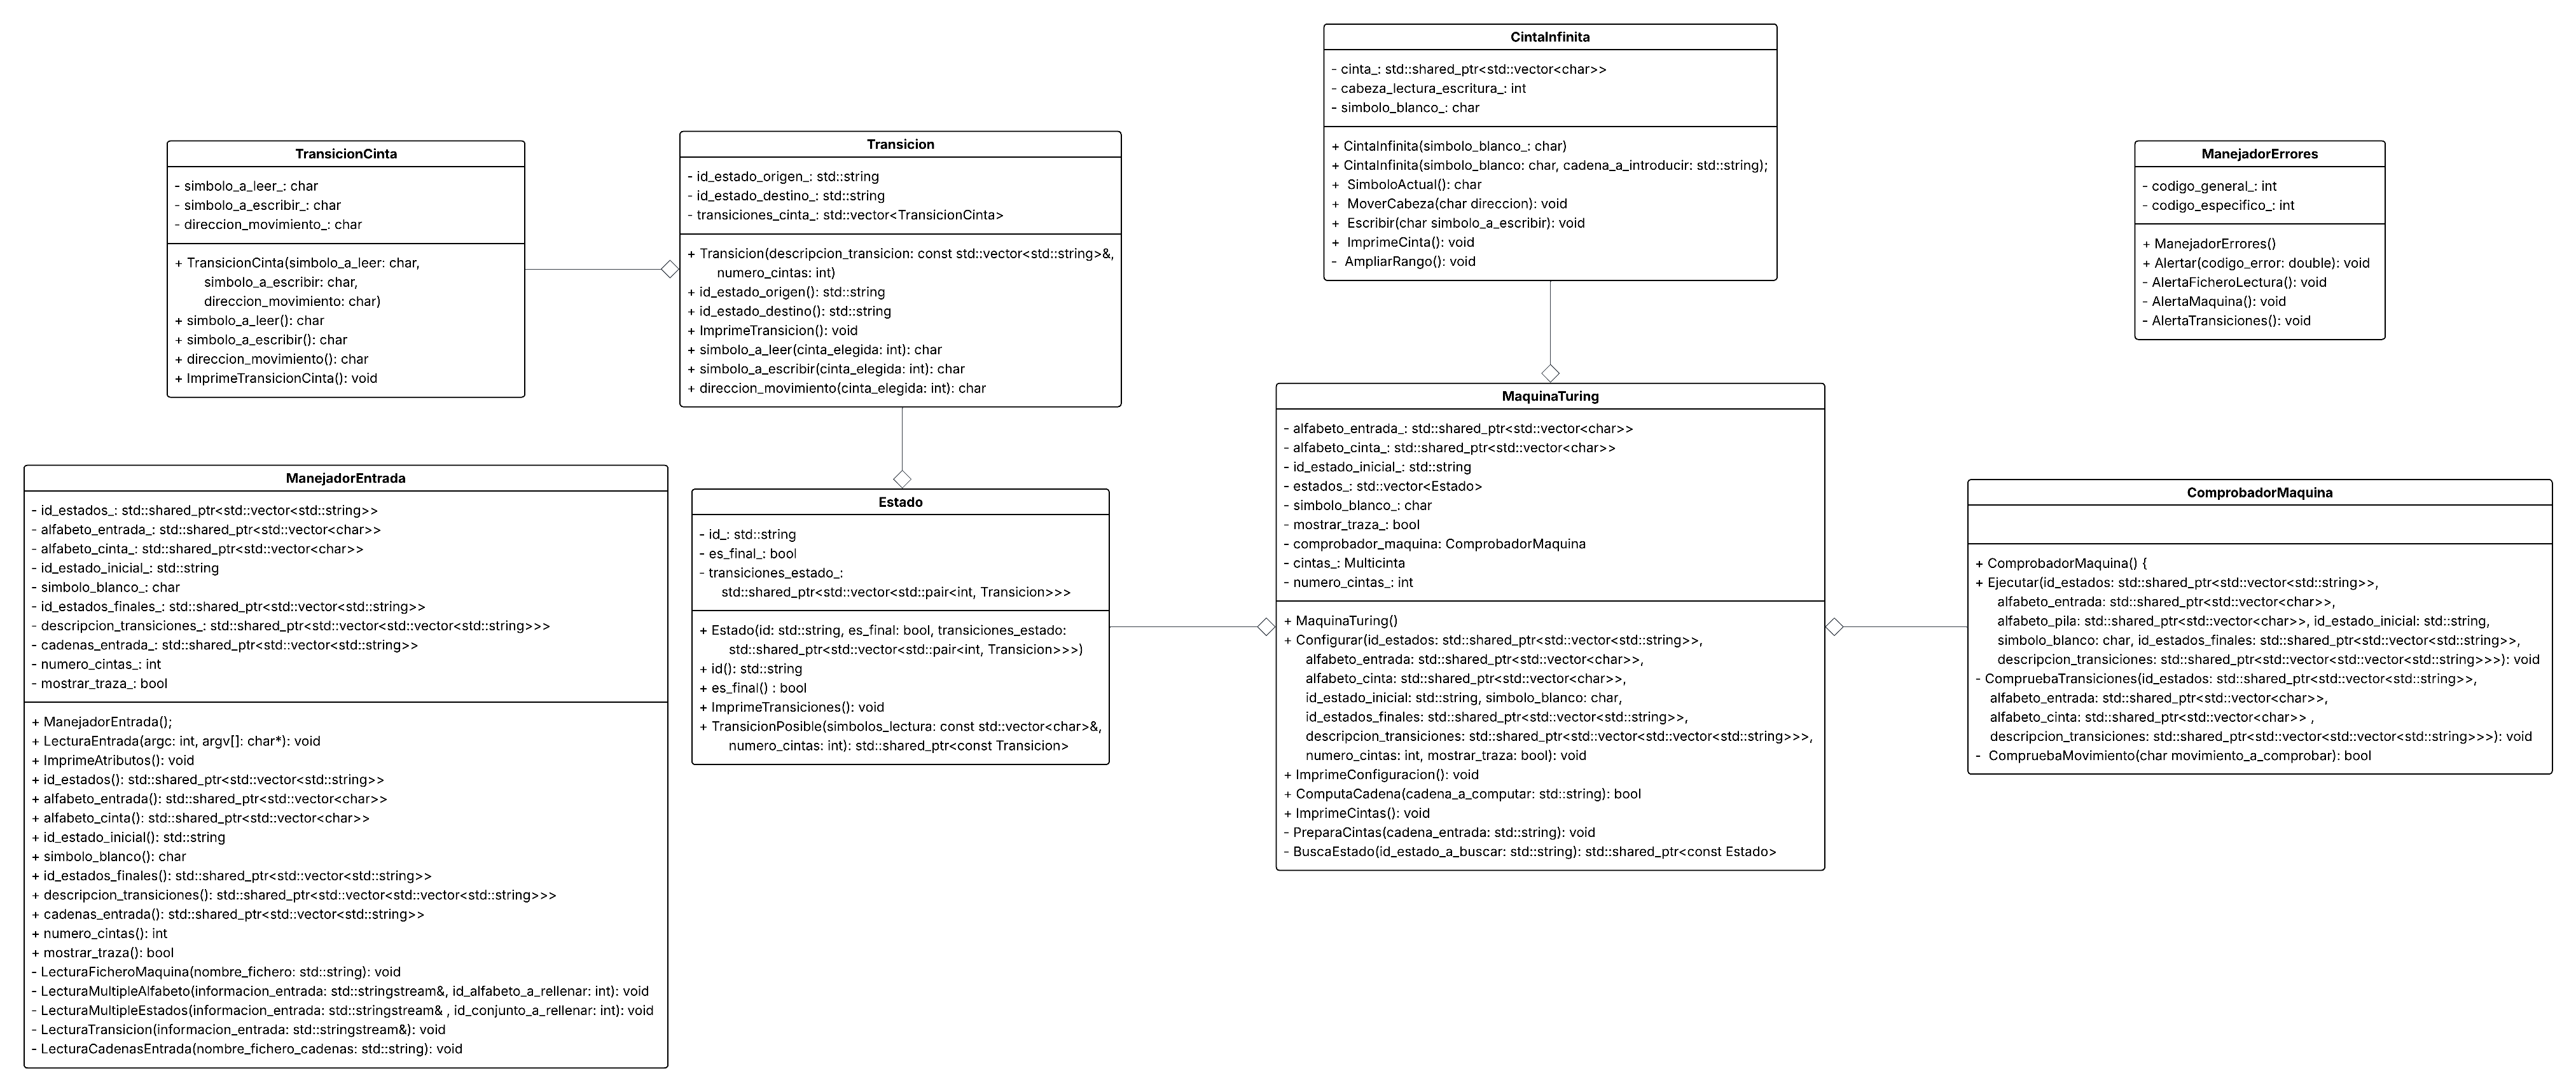 CintaInfinita
- cinta_: std::shared_ptr<std::vector<char>>
- cabeza_lectura_escritura_: int
- simbolo_blanco_: char
+ CintaInfinita(simbolo_blanco_: char)
+ CintaInfinita(simbolo_blanco: char, cadena_a_introducir: std::string);
+ SimboloActual(): char
+ MoverCabeza(char direccion): void
+ Escribir(char simbolo_a_escribir): void
+ ImprimeCinta(): void
- AmpliarRango(): void
TransicionCinta
- simbolo_a_leer_: char
- simbolo_a_escribir_: char
- direccion_movimiento_: char
+ TransicionCinta(simbolo_a_leer: char,
simbolo_a_escribir: char,
direccion_movimiento: char)
+ simbolo_a_leer(): char
+ simbolo_a_escribir(): char
+ direccion_movimiento(): char
+ ImprimeTransicionCinta(): void
Transicion
- id_estado_origen_: std::string
- id_estado_destino_: std::string
- transiciones_cinta_: std::vector<TransicionCinta>
+ Transicion(descripcion_transicion: const std::vector<std::string>&,
numero_cintas: int)
+ id_estado_origen(): std::string
+ id_estado_destino(): std::string
+ ImprimeTransicion(): void
+ simbolo_a_leer(cinta_elegida: int): char
+ simbolo_a_escribir(cinta_elegida: int): char
+ direccion_movimiento(cinta_elegida: int): char
ManejadorErrores
- codigo_general_: int
- codigo_especifico_: int
+ ManejadorErrores()
+ Alertar(codigo_error: double): void
- AlertaFicheroLectura(): void
- AlertaMaquina(): void
- AlertaTransiciones(): void
ManejadorEntrada
- id_estados_: std::shared_ptr<std::vector<std::string>>
- alfabeto_entrada_: std::shared_ptr<std::vector<char>>
- alfabeto_cinta_: std::shared_ptr<std::vector<char>>
- id_estado_inicial_: std::string
- simbolo_blanco_: char
- id_estados_finales_: std::shared_ptr<std::vector<std::string>>
- descripcion_transiciones_: std::shared_ptr<std::vector<std::vector<std::string>>>
- cadenas_entrada_: std::shared_ptr<std::vector<std::string>>
- numero_cintas_: int
- mostrar_traza_: bool
+ ManejadorEntrada();
+ LecturaEntrada(argc: int, argv[]: char*): void
+ ImprimeAtributos(): void
+ id_estados(): std::shared_ptr<std::vector<std::string>>
+ alfabeto_entrada(): std::shared_ptr<std::vector<char>>
+ alfabeto_cinta(): std::shared_ptr<std::vector<char>>
+ id_estado_inicial(): std::string
+ simbolo_blanco(): char
+ id_estados_finales(): std::shared_ptr<std::vector<std::string>>
+ descripcion_transiciones(): std::shared_ptr<std::vector<std::vector<std::string>>>
+ cadenas_entrada(): std::shared_ptr<std::vector<std::string>>
+ numero_cintas(): int
+ mostrar_traza(): bool
- LecturaFicheroMaquina(nombre_fichero: std::string): void
- LecturaMultipleAlfabeto(informacion_entrada: std::stringstream&, id_alfabeto_a_rellenar: int): void
- LecturaMultipleEstados(informacion_entrada: std::stringstream& , id_conjunto_a_rellenar: int): void
- LecturaTransicion(informacion_entrada: std::stringstream&): void
- LecturaCadenasEntrada(nombre_fichero_cadenas: std::string): void
Estado
- id_: std::string
- es_final_: bool
- transiciones_estado_:
std::shared_ptr<std::vector<std::pair<int, Transicion>>>
+ Estado(id: std::string, es_final: bool, transiciones_estado:
std::shared_ptr<std::vector<std::pair<int, Transicion>>>)
+ id(): std::string
+ es_final() : bool
+ ImprimeTransiciones(): void
+ TransicionPosible(simbolos_lectura: const std::vector<char>&,
numero_cintas: int): std::shared_ptr<const Transicion>
MaquinaTuring
- alfabeto_entrada_: std::shared_ptr<std::vector<char>>
- alfabeto_cinta_: std::shared_ptr<std::vector<char>>
- id_estado_inicial_: std::string
- estados_: std::vector<Estado>
- simbolo_blanco_: char
- mostrar_traza_: bool
- comprobador_maquina: ComprobadorMaquina
- cintas_: Multicinta
- numero_cintas_: int
+ MaquinaTuring()
+ Configurar(id_estados: std::shared_ptr<std::vector<std::string>>,
alfabeto_entrada: std::shared_ptr<std::vector<char>>,
alfabeto_cinta: std::shared_ptr<std::vector<char>>,
id_estado_inicial: std::string, simbolo_blanco: char,
id_estados_finales: std::shared_ptr<std::vector<std::string>>,
descripcion_transiciones: std::shared_ptr<std::vector<std::vector<std::string>>>,
numero_cintas: int, mostrar_traza: bool): void
+ ImprimeConfiguracion(): void
+ ComputaCadena(cadena_a_computar: std::string): bool
+ ImprimeCintas(): void
- PreparaCintas(cadena_entrada: std::string): void
- BuscaEstado(id_estado_a_buscar: std::string): std::shared_ptr<const Estado>
ComprobadorMaquina
+ ComprobadorMaquina() {
+ Ejecutar(id_estados: std::shared_ptr<std::vector<std::string>>,
alfabeto_entrada: std::shared_ptr<std::vector<char>>,
alfabeto_pila: std::shared_ptr<std::vector<char>>, id_estado_inicial: std::string,
simbolo_blanco: char, id_estados_finales: std::shared_ptr<std::vector<std::string>>,
descripcion_transiciones: std::shared_ptr<std::vector<std::vector<std::string>>>): void
- CompruebaTransiciones(id_estados: std::shared_ptr<std::vector<std::string>>,
alfabeto_entrada: std::shared_ptr<std::vector<char>>,
alfabeto_cinta: std::shared_ptr<std::vector<char>> ,
descripcion_transiciones: std::shared_ptr<std::vector<std::vector<std::string>>>): void
- CompruebaMovimiento(char movimiento_a_comprobar): bool